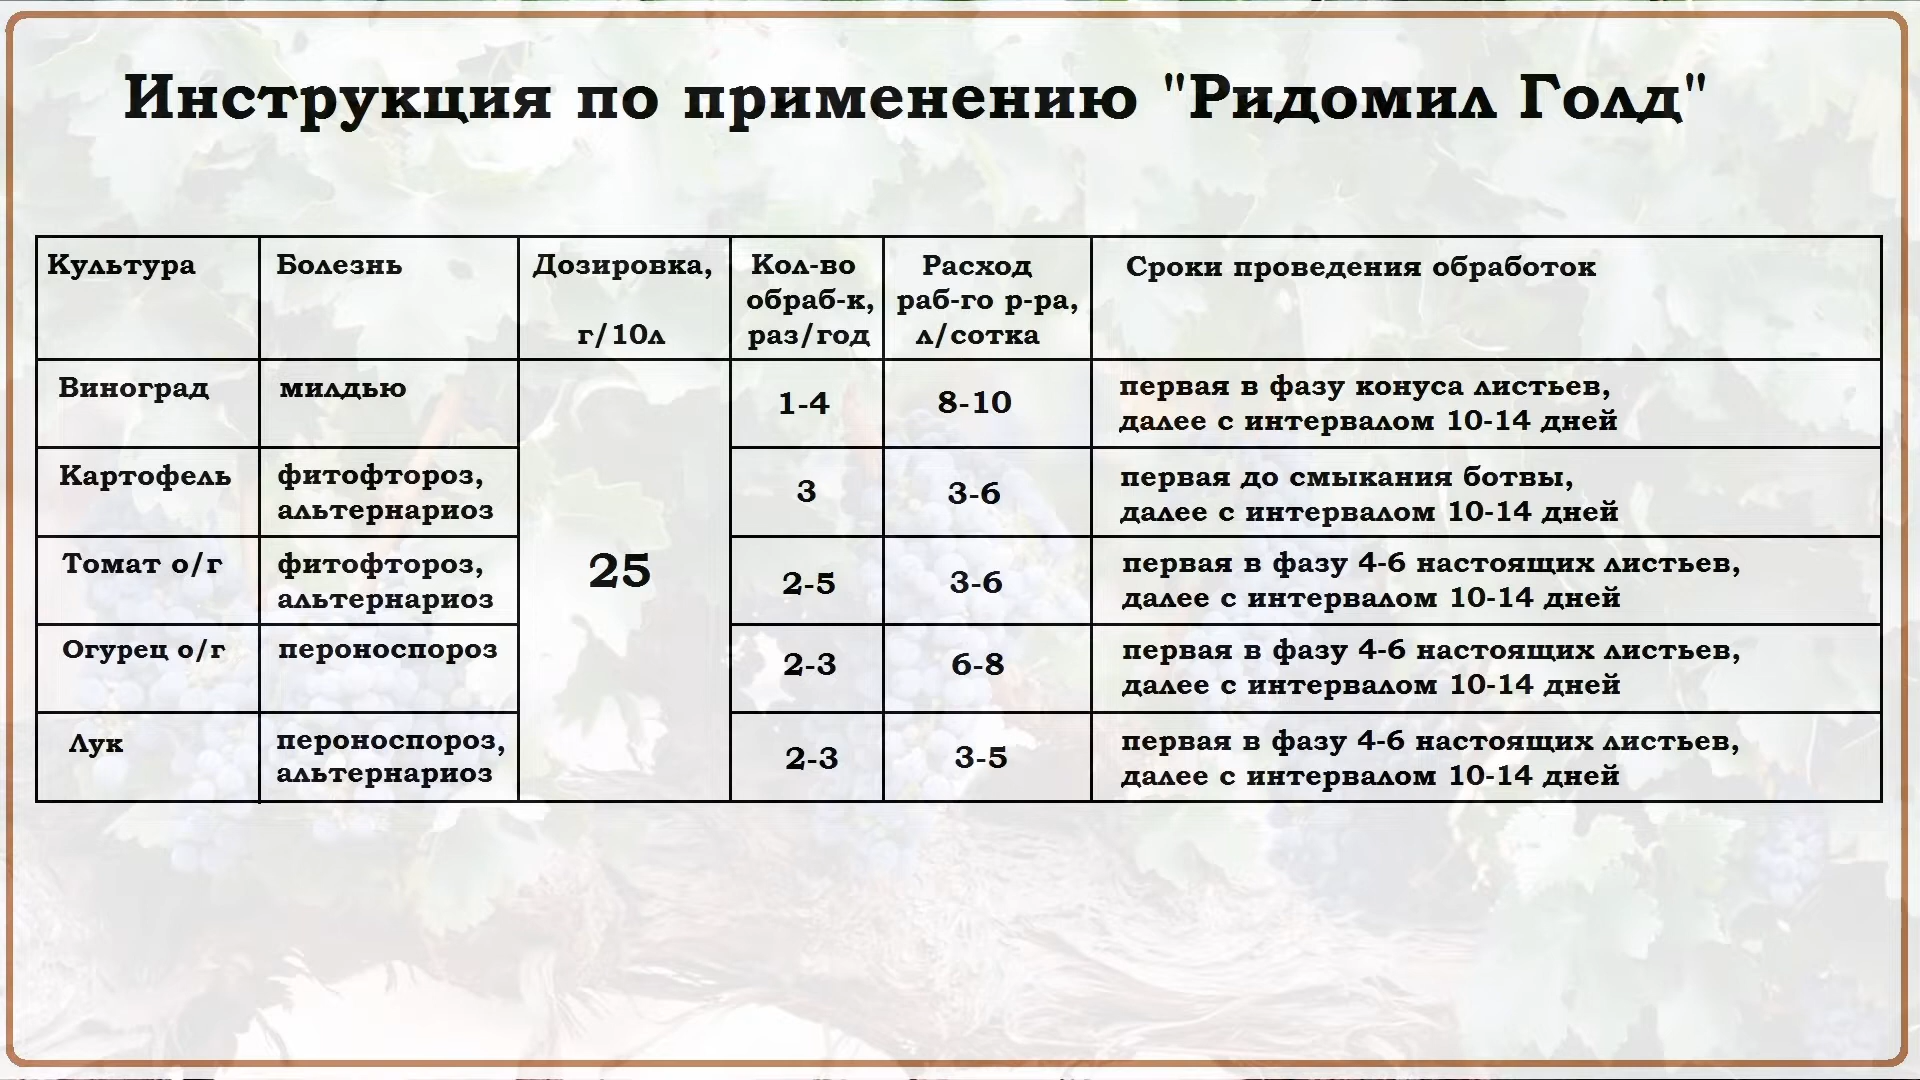 Инструкция по применению "Ридомил Голд"
Культура
Болезнь
Дозировка,
г/10л
Кол-во
обраб-к,
раз/год
Расход
раб-го р-ра,
л/сотка
Сроки проведения обработок
Виноград
милдью
25
1-4
8-10
первая в фазу конуса листьев,
далее с интервалом 10-14 дней
Картофель
фитофтороз,
альтернариоз
3
3-6
первая до смыкания ботвы,
далее с интервалом 10-14 дней
Томат о/г
фитофтороз,
альтернариоз
2-5
3-6
первая в фазу 4-6 настоящих листьев,
далее с интервалом 10-14 дней
Огурец о/г
пероноспороз
2-3
6-8
первая в фазу 4-6 настоящих листьев,
далее с интервалом 10-14 дней
Лук
пероноспороз,
альтернариоз
2-3
3-5
первая в фазу 4-6 настоящих листьев,
далее с интервалом 10-14 дней